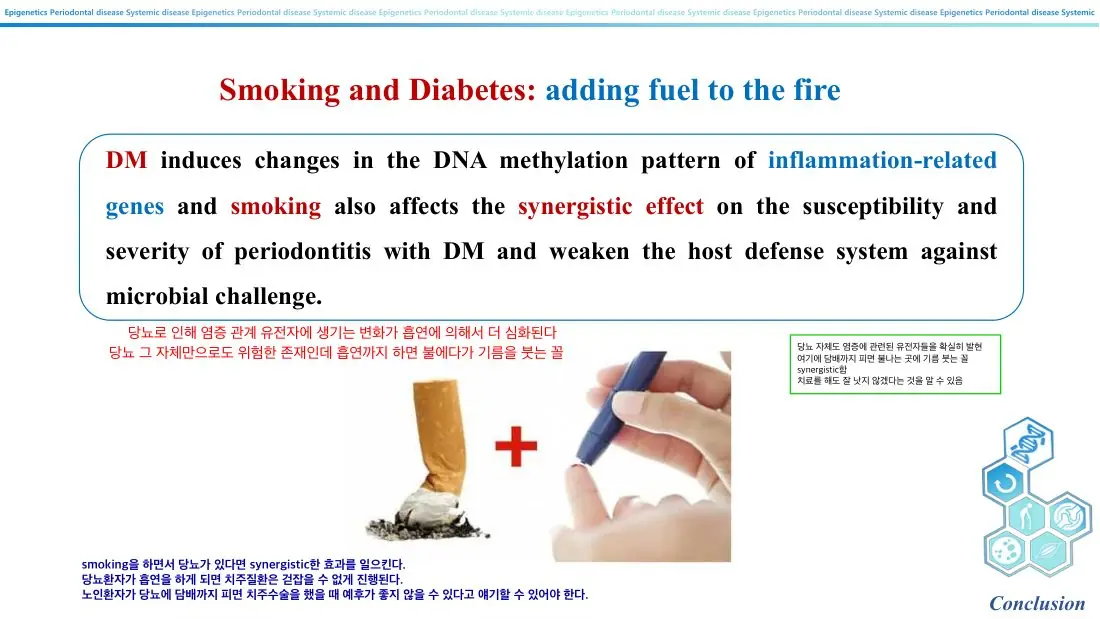 Epigenetics Periodontal disease Systemic disease Epigenetics Periodontal disease Systemic disease Epigenetics Periodontal disease Systemic disease Epigenetics Periodontal disease Systemic disease Epigenetics Periodontal disease Systemic disease Epigenetics Periodontal disease Systemic
Smoking and Diabetes: adding fuel to the fire
DM induces changes in the DNA methylation pattern of inflammation-related
genes and smoking also affects the synergistic effect on the susceptibility and
severity of periodontitis with DM and weaken the host defense system against
microbial challenge.
당뇨로 인해 염증 관계 유전자에 생기는 변화가 흡연에 의해서 더 심화된다
당뇨 그 자체만으로도 위험한 존재인데 흡연까지 하면 불에다가 기름을 붓는 꼴
당뇨 자체도 염증에 관련된 유전자들을 확실히 발현
여기에 담배까지 피면 불나는 곳에 기름 붓는 꼴
synergistic함
치료를 해도 잘 낫지 않겠다는 것을 말 수 있음
smoking을 하면서 당뇨가 있다면 synergistic한 효과를 일으킨다.
당뇨환자가 흡연을 하게 되면 치주질환은 걷잡을 수 없게 진행된다.
노인환자가 당뇨에 담배까지 피면 치주수술을 했을 때 예후가 좋지 않을 수 있다고 얘기할 수 있어야 한다.
Conclusion